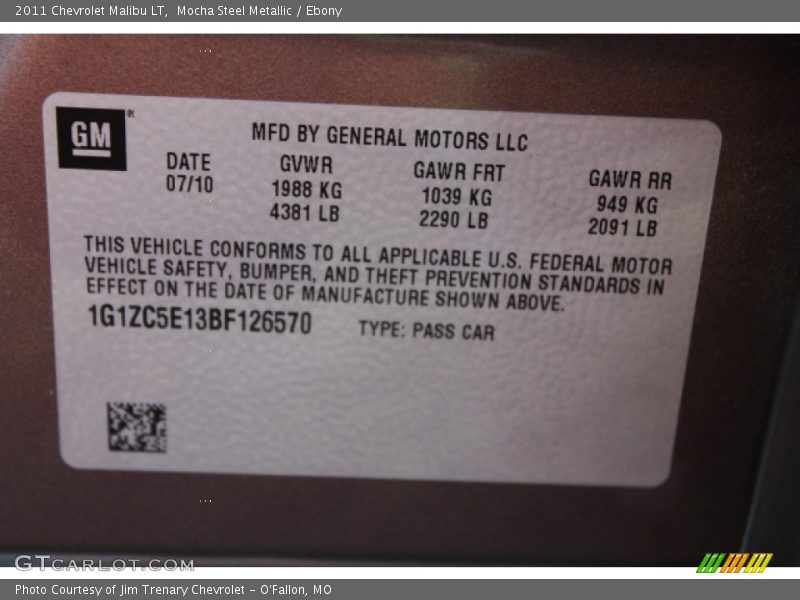 2011 Chevrolet Malibu LT,  Mocha Steel Metallic / Ebony
GM®
MFD BY GENERAL MOTORS LLC
DATE GVWR GAWR FRT GAWR RR
07/10 1988 KG 1039 KG 949 KG
4381 LB 2290 LB 2091 LB
THIS VEHICLE CONFORMS TO ALL APPLICABLE U.S. FEDERAL MOTOR
VEHICLE SAFETY, BUMPER, AND THEFT PREVENTION STANDARDS IN
EFFECT ON THE DATE OF MANUFACTURE SHOWN ABOVE.
1G1ZC5E13BF126570 TYPE: PASS CAR
GTCARLOT.COM
Photo Courtesy of Jim Trenary Chevrolet - O'Fallon, MO